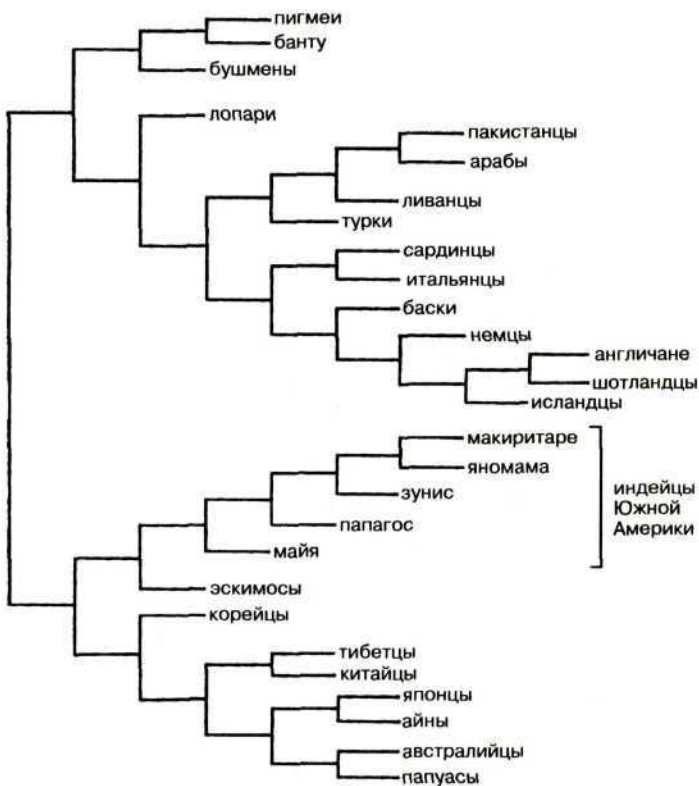 пигмеи
банту
бушмены
лопари
пакистанцы
арабы
ливанцы
турки
сардинцы
итальянцы
баски
немцы
англичане
шотландцы
исландцы
макиритаре
яномама
зунис
папагос
майя
индейцы
Южной
Америки
эскимосы
корейцы
тибетцы
китайцы
японцы
айны
австралийцы
папуасы